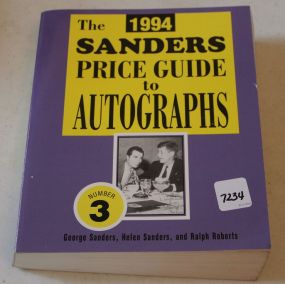 The 1994
SANDERS
PRICE GUIDE
to
AUTOGRAPHS
NUMBER
3
7234
George Sanders, Helen Sanders, and Ralph Roberts